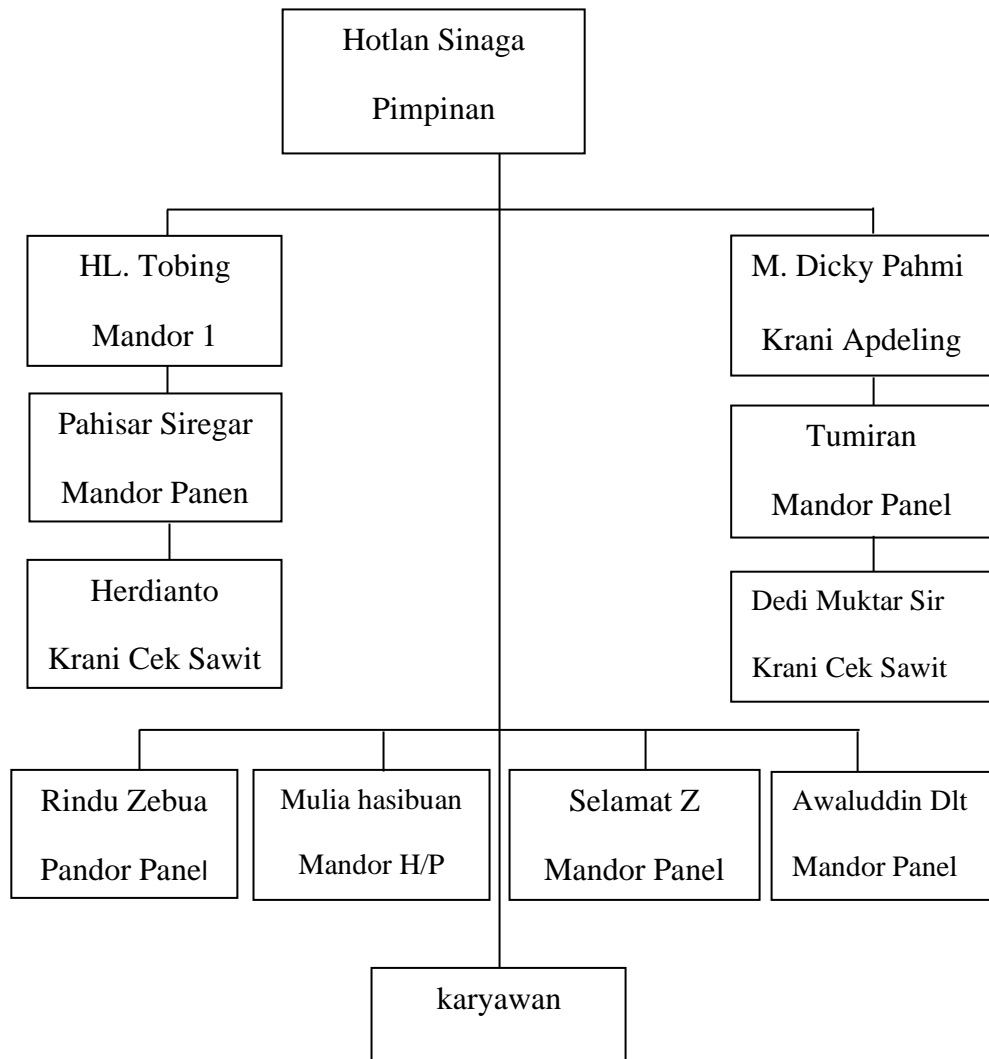 Hotlan Sinaga
Pimpinan
HL. Tobing
Mandor 1
M. Dicky Pahmi
Krani Apdeling
Pahisar Siregar
Mandor Panen
Tumiran
Mandor Panel
Herdianto
Krani Cek Sawit
Dedi Muktar Sir
Krani Cek Sawit
Rindu Zebua
Pandor Panel
Mulia hasibuan
Mandor H/P
Selamat Z
Mandor Panel
Awaluddin Dlt
Mandor Panel
karyawan